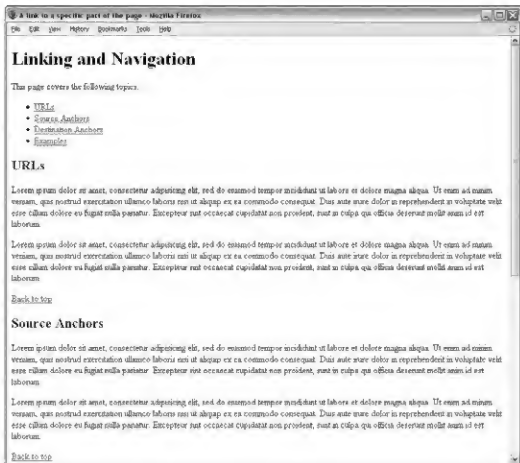 A link to a specific part of the page - Mozilla Firefox
File Edit View History Bookmarks Tools Help
Linking and Navigation
This page covers the following topics.
• URLs
• Source Anchors
• Destination Anchors
• Examples
URLs
Lorem ipsum dolor sit amet, consectetur adipisicing elit, sed do eiusmod tempor incididunt ut labore et dolore magna aliqua. Ut enim ad minim
veniam, quis nostrud exercitation ullamco laboris nisi ut aliquip ex ea commodo consequat. Duis aute irure dolor in reprehenderit in voluptate velit
esse cillum dolore eu fugiat nulla pariatur. Excepteur sint occaecat cupidatat non proident, sunt in culpa qui officia deserunt mollit anim id est
laborum.
Lorem ipsum dolor sit amet, consectetur adipisicing elit, sed do eiusmod tempor incididunt ut labore et dolore magna aliqua. Ut enim ad minim
veniam, quis nostrud exercitation ullamco laboris nisi ut aliquip ex ea commodo consequat. Duis aute irure dolor in reprehenderit in voluptate velit
esse cillum dolore eu fugiat nulla pariatur. Excepteur sint occaecat cupidatat non proident, sunt in culpa qui officia deserunt mollit anim id est
laborum.
Back to top
Source Anchors
Lorem ipsum dolor sit amet, consectetur adipisicing elit, sed do eiusmod tempor incididunt ut labore et dolore magna aliqua. Ut enim ad minim
veniam, quis nostrud exercitation ullamco laboris nisi ut aliquip ex ea commodo consequat. Duis aute irure dolor in reprehenderit in voluptate velit
esse cillum dolore eu fugiat nulla pariatur. Excepteur sint occaecat cupidatat non proident, sunt in culpa qui officia deserunt mollit anim id est
laborum.
Lorem ipsum dolor sit amet, consectetur adipisicing elit, sed do eiusmod tempor incididunt ut labore et dolore magna aliqua. Ut enim ad minim
veniam, quis nostrud exercitation ullamco laboris nisi ut aliquip ex ea commodo consequat. Duis aute irure dolor in reprehenderit in voluptate velit
esse cillum dolore eu fugiat nulla pariatur. Excepteur sint occaecat cupidatat non proident, sunt in culpa qui officia deserunt mollit anim id est
laborum.
Back to top